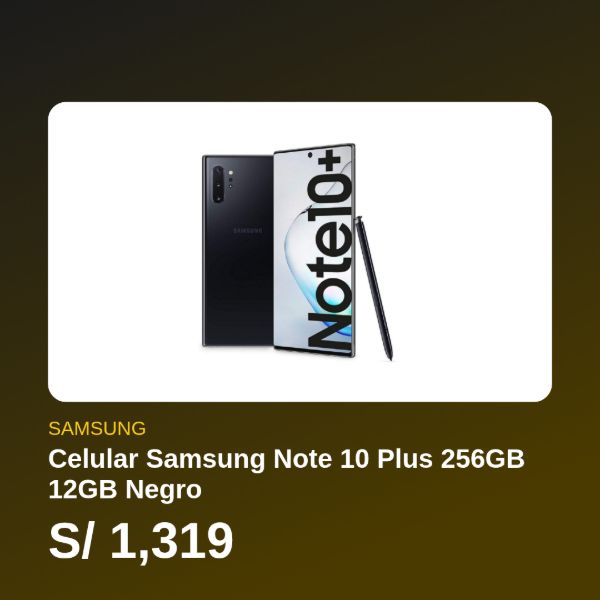 SAMSUNG
Note10+
SAMSUNG
Celular Samsung Note 10 Plus 256GB
12GB Negro
S/ 1,319